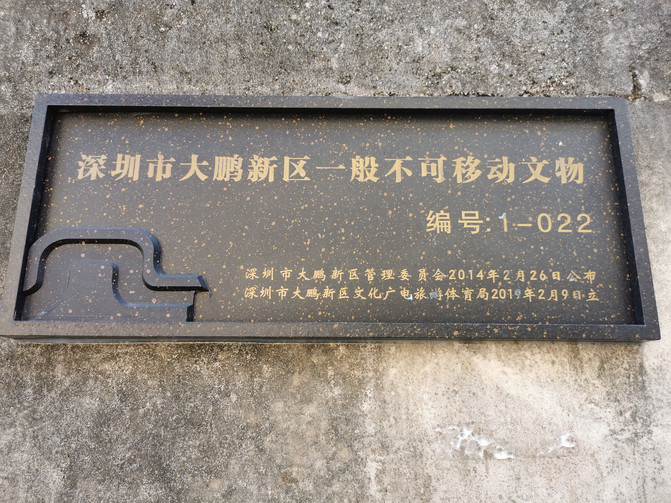 深圳市大鹏新区一般不可移动文物
编号:1-022
深圳市大鹏新区管理委员会2014年2月26日公布
深圳市大鹏新区文化广电旅游体育局2019年2月9日立